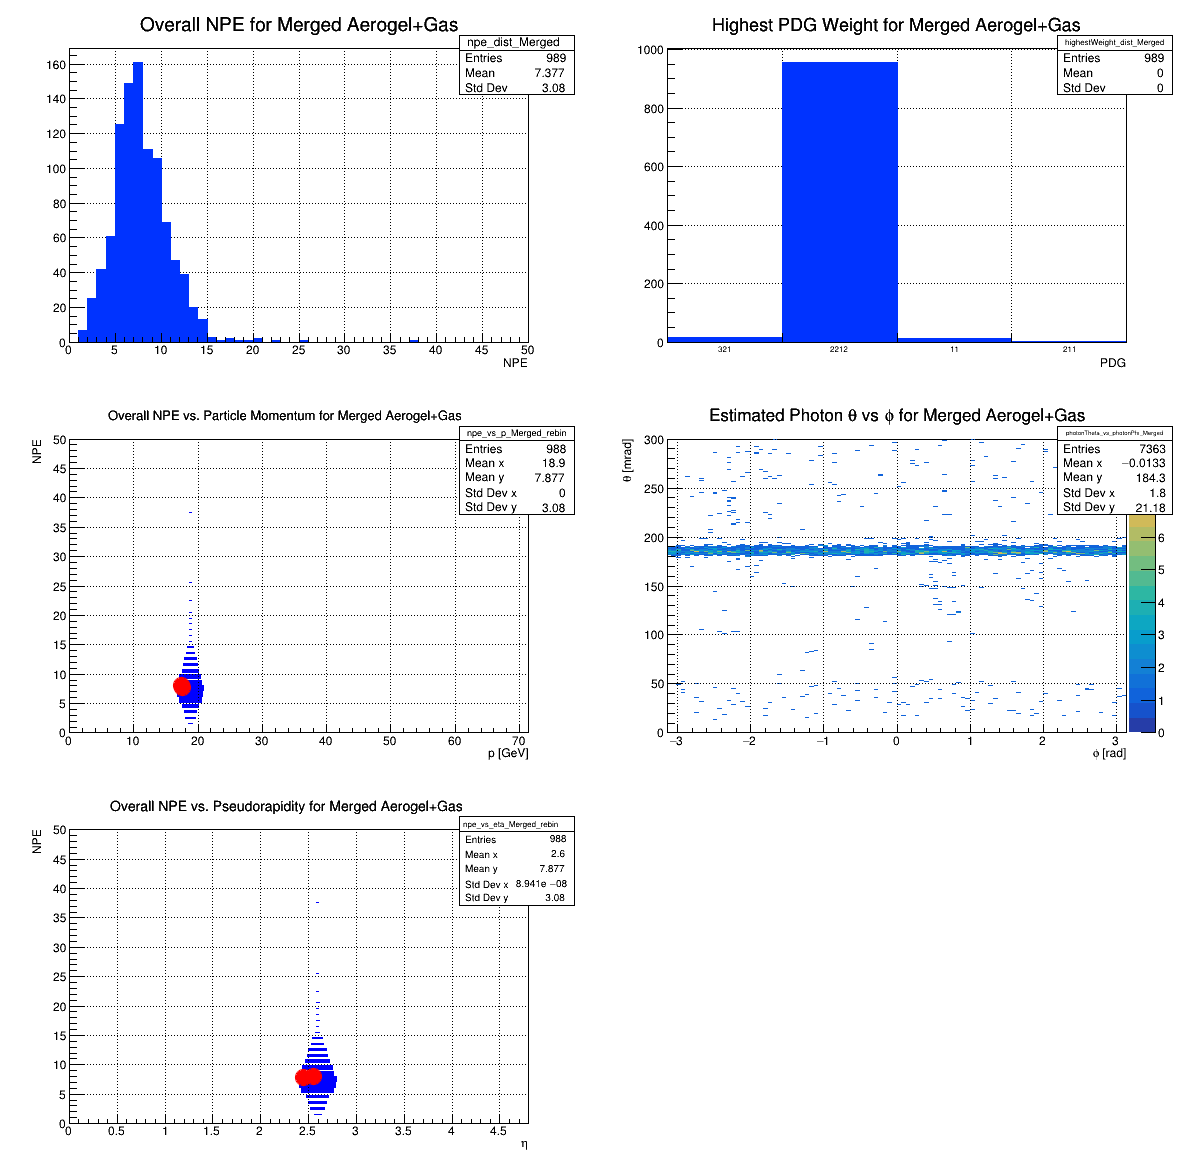 Overall NPE for Merged Aerogel+Gas
npe_dist_Merged
Entries 989
Mean 7.377
Std Dev 3.08
160
140
120
100
80
60
40
20
0
0 5 10 15 20 25 30 35 40 45 50
NPE
Highest PDG Weight for Merged Aerogel+Gas
highestWeight_dist_Merged
Entries 989
Mean 0
Std Dev 0
1000
800
600
400
200
0
321 2212 11 211
PDG
Overall NPE vs. Particle Momentum for Merged Aerogel+Gas
npe_vs_p_Merged_rebin
Entries 988
Mean x 18.9
Mean y 7.877
Std Dev x 0
Std Dev y 3.08
NPE
50
45
40
35
30
25
20
15
10
5
0
0 10 20 30 40 50 60 70
p [GeV]
Estimated Photon θ vs ϕ for Merged Aerogel+Gas
photonTheta_vs_photonPhi_Merged
Entries 7363
Mean x −0.0133
Mean y 184.3
Std Dev x 1.8
Std Dev y 21.18
θ [mrad]
300
250
200
150
100
50
0
−3 −2 −1 0 1 2 3
ϕ [rad]
6
5
4
3
2
1
0
Overall NPE vs. Pseudorapidity for Merged Aerogel+Gas
npe_vs_eta_Merged_rebin
Entries 988
Mean x 2.6
Mean y 7.877
Std Dev x 8.941e −08
Std Dev y 3.08
NPE
50
45
40
35
30
25
20
15
10
5
0
0 0.5 1 1.5 2 2.5 3 3.5 4 4.5
η